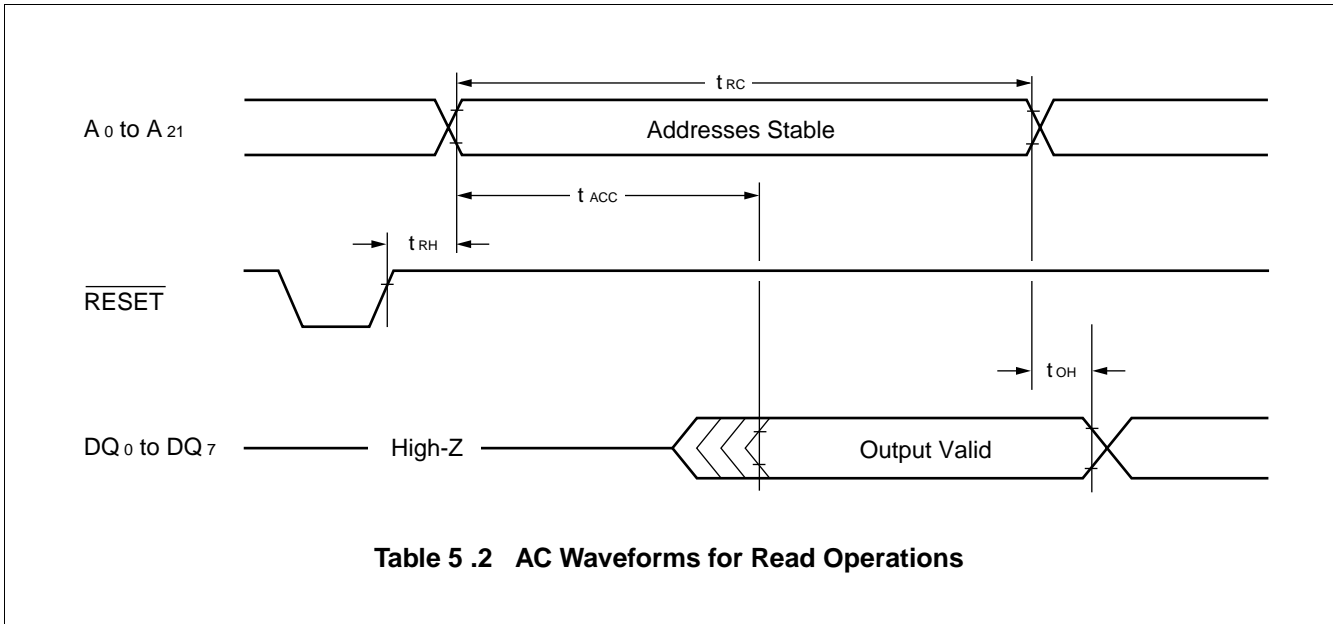 t RC
A 0 to A 21
Addresses Stable
t ACC
t RH
RESET
t OH
DQ 0 to DQ 7
High-Z
Output Valid
Table 5 .2 AC Waveforms for Read Operations